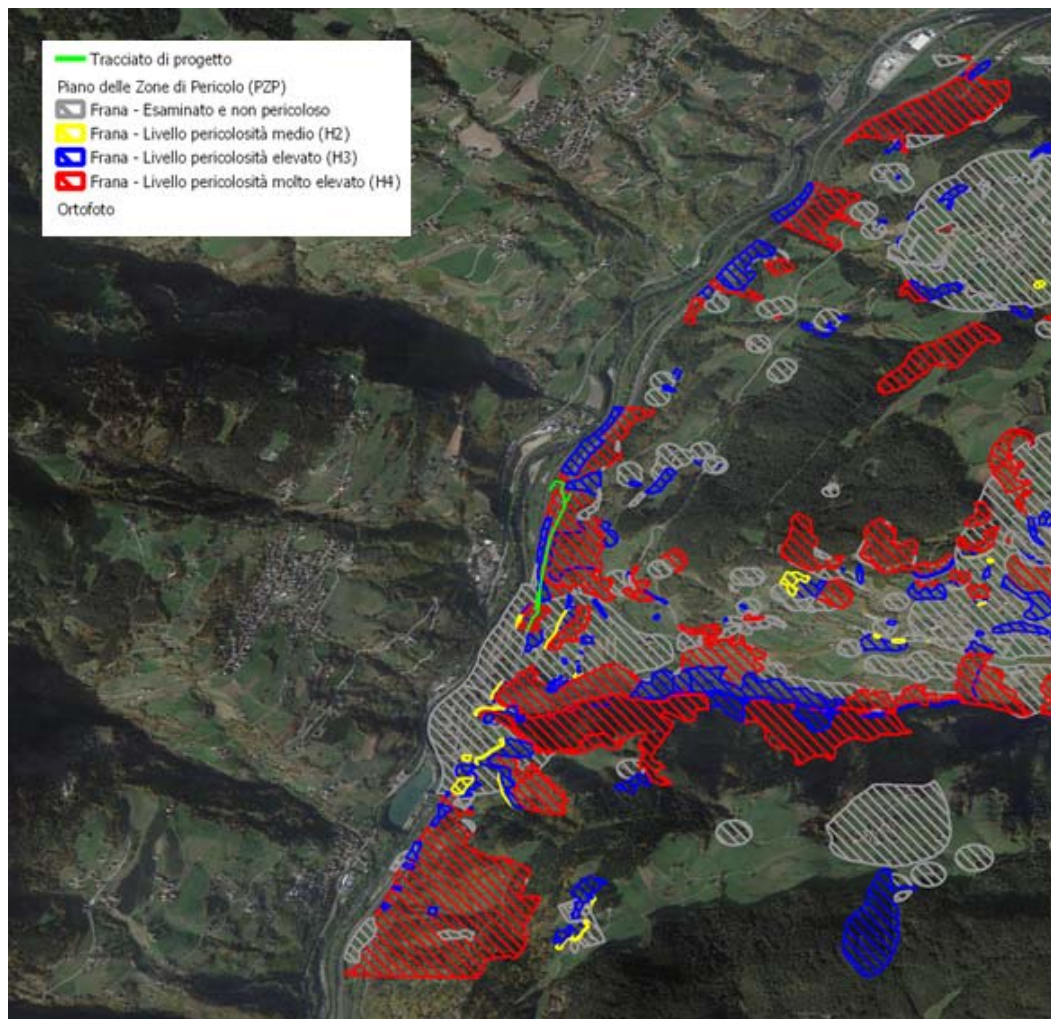 Tracciato di progetto
Piano delle Zone di Pericolo (PZP)
Frana - Esaminato e non pericoloso
Frana - Livello pericolosità medio (H2)
Frana - Livello pericolosità elevato (H3)
Frana - Livello pericolosità molto elevato (H4)
Ortofoto